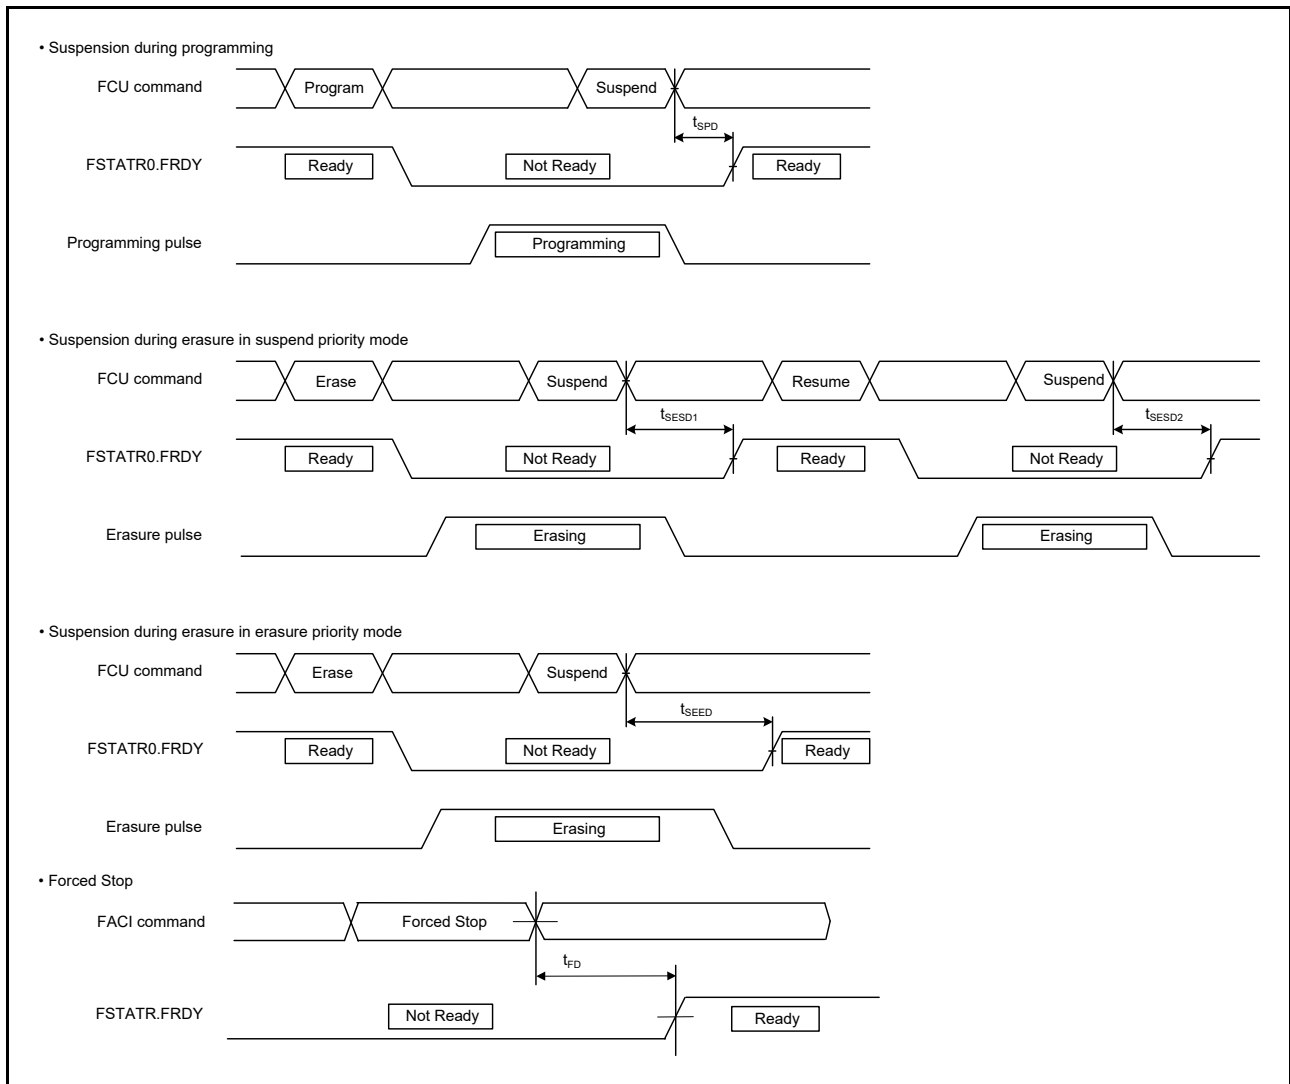 • Suspension during programming
FCU command
Program
Suspend
tSPD
FSTATR0.FRDY
Ready
Not Ready
Ready
Programming pulse
Programming
• Suspension during erasure in suspend priority mode
FCU command
Erase
Suspend
Resume
Suspend
tSESD1
tSESD2
FSTATR0.FRDY
Ready
Not Ready
Ready
Not Ready
Erasure pulse
Erasing
Erasing
• Suspension during erasure in erasure priority mode
FCU command
Erase
Suspend
tSEED
FSTATR0.FRDY
Ready
Not Ready
Ready
Erasure pulse
Erasing
• Forced Stop
FACI command
Forced Stop
tFD
FSTATR.FRDY
Not Ready
Ready